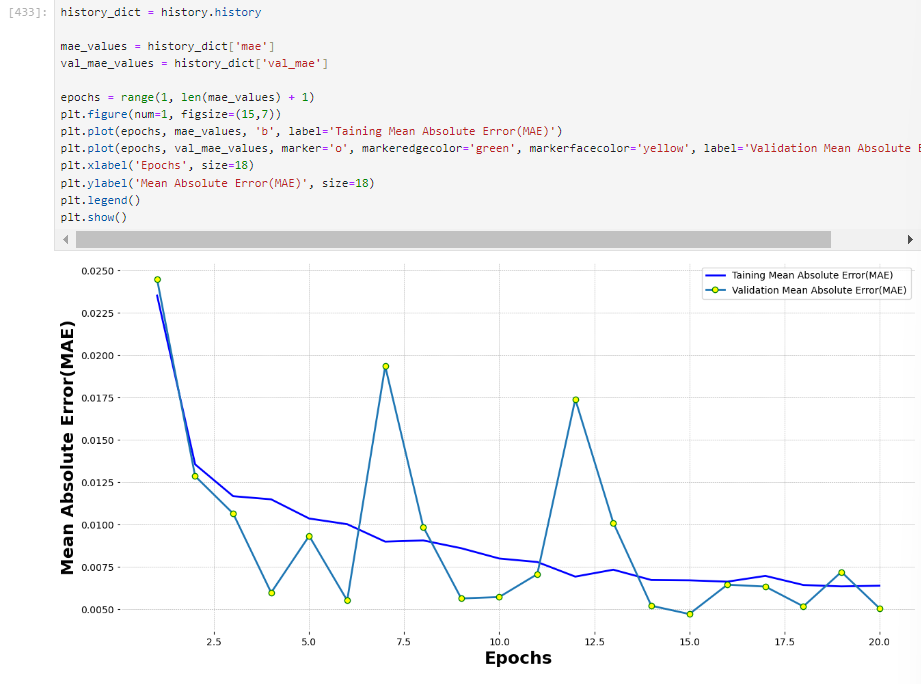 [433]: history_dict = history.history
mae_values = history_dict['mae']
val_mae_values = history_dict['val_mae']
epochs = range(1, len(mae_values) + 1)
plt.figure(num=1, figsize=(15,7))
plt.plot(epochs, mae_values, 'b', label='Taining Mean Absolute Error(MAE)')
plt.plot(epochs, val_mae_values, marker='o', markeredgecolor='green', markerfacecolor='yellow', label='Validation Mean Absolute
plt.xlabel('Epochs', size=18)
plt.ylabel('Mean Absolute Error(MAE)', size=18)
plt.legend()
plt.show()
Taining Mean Absolute Error(MAE)
Validation Mean Absolute Error(MAE)
Mean Absolute Error(MAE)
0.0250
0.0225
0.0200
0.0175
0.0150
0.0125
0.0100
0.0075
0.0050
2.5 5.0 7.5 10.0 12.5 15.0 17.5 20.0
Epochs